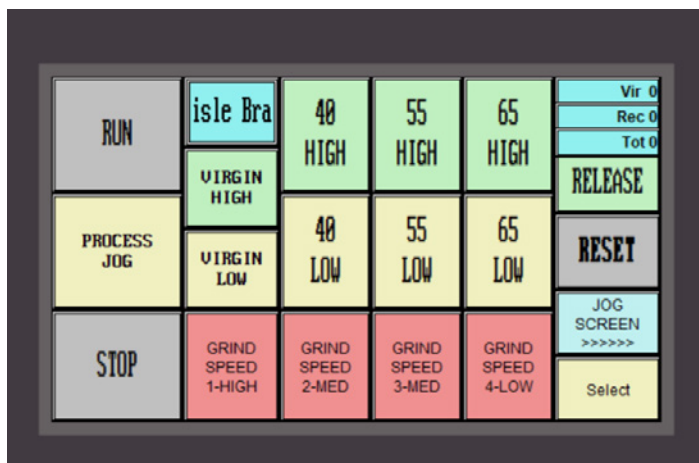 RUN
isle Bra
40
HIGH
55
HIGH
65
HIGH
Vir 0
Rec 0
Tot 0
VIRGIN
HIGH
RELEASE
PROCESS
JOG
VIRGIN
LOW
40
LOW
55
LOW
65
LOW
RESET
STOP
GRIND
SPEED
1-HIGH
GRIND
SPEED
2-MED
GRIND
SPEED
3-MED
GRIND
SPEED
4-LOW
JOG
SCREEN
>>>>>>
Select